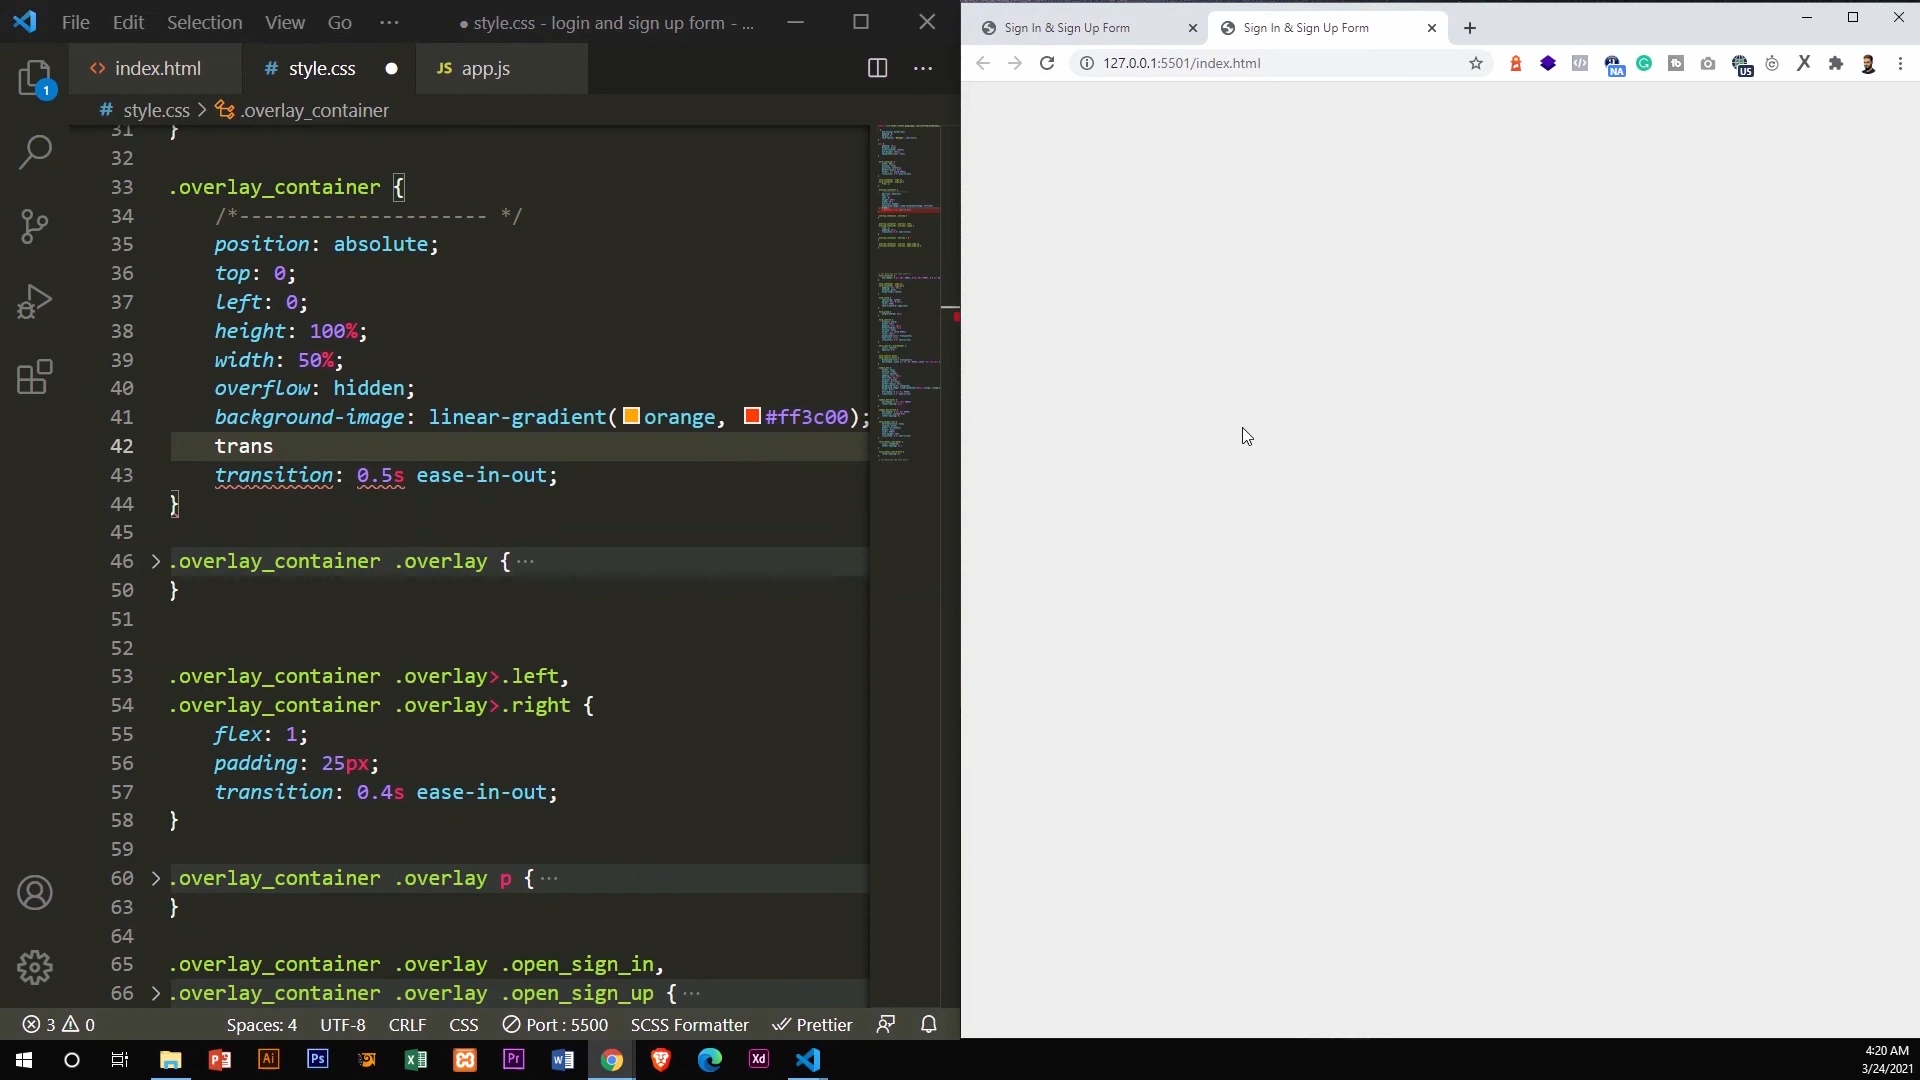 File Edit Selection View Go ··· ● style.css - login and sign up form - ...
<> index.html # style.css ● JS app.js ···
# style.css > .overlay_container
31 }
32
33 .overlay_container {
34 /*--------------------- */
35 position: absolute;
36 top: 0;
37 left: 0;
38 height: 100%;
39 width: 50%;
40 overflow: hidden;
41 background-image: linear-gradient(orange, #ff3c00);
42 trans
43 transition: 0.5s ease-in-out;
44 }
45
46 > .overlay_container .overlay { ···
50 }
51
52
53 .overlay_container .overlay>.left,
54 .overlay_container .overlay>.right {
55 flex: 1;
56 padding: 25px;
57 transition: 0.4s ease-in-out;
58 }
59
60 > .overlay_container .overlay p { ···
63 }
64
65 .overlay_container .overlay .open_sign_in,
66 > .overlay_container .overlay .open_sign_up { ···
1
3 0 Spaces: 4 UTF-8 CRLF CSS Port : 5500 SCSS Formatter Prettier
Sign In & Sign Up Form Sign In & Sign Up Form
127.0.0.1:5501/index.html
NA US
Ai Ps Pr Xd
4:20 AM
3/24/2021